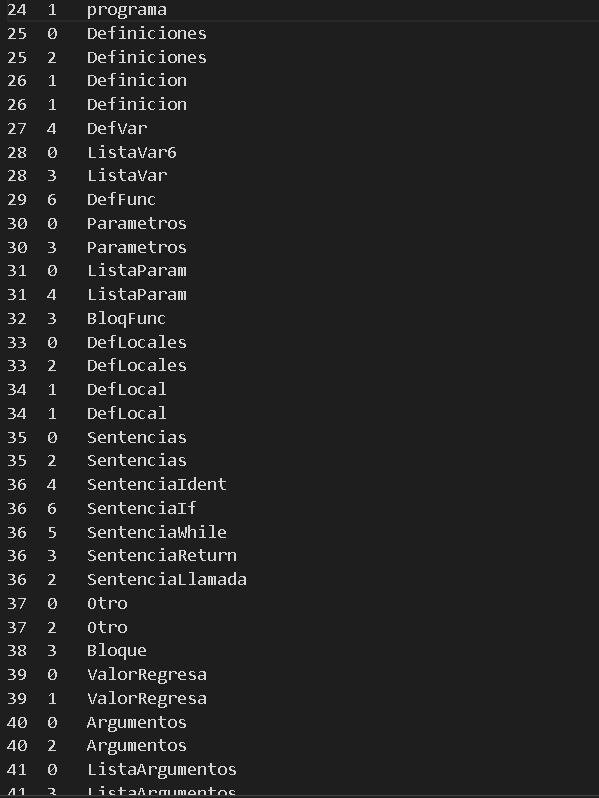 24 1 programa
25 0 Definiciones
25 2 Definiciones
26 1 Definicion
26 1 Definicion
27 4 DefVar
28 0 ListaVar6
28 3 ListaVar
29 6 DefFunc
30 0 Parametros
30 3 Parametros
31 0 ListaParam
31 4 ListaParam
32 3 BloqFunc
33 0 DefLocales
33 2 DefLocales
34 1 DefLocal
34 1 DefLocal
35 0 Sentencias
35 2 Sentencias
36 4 SentenciaIdent
36 6 SentenciaIf
36 5 SentenciaWhile
36 3 SentenciaReturn
36 2 SentenciaLlamada
37 0 Otro
37 2 Otro
38 3 Bloque
39 0 ValorRegresa
39 1 ValorRegresa
40 0 Argumentos
40 2 Argumentos
41 0 ListaArgumentos
41 3 ListaArgumentos